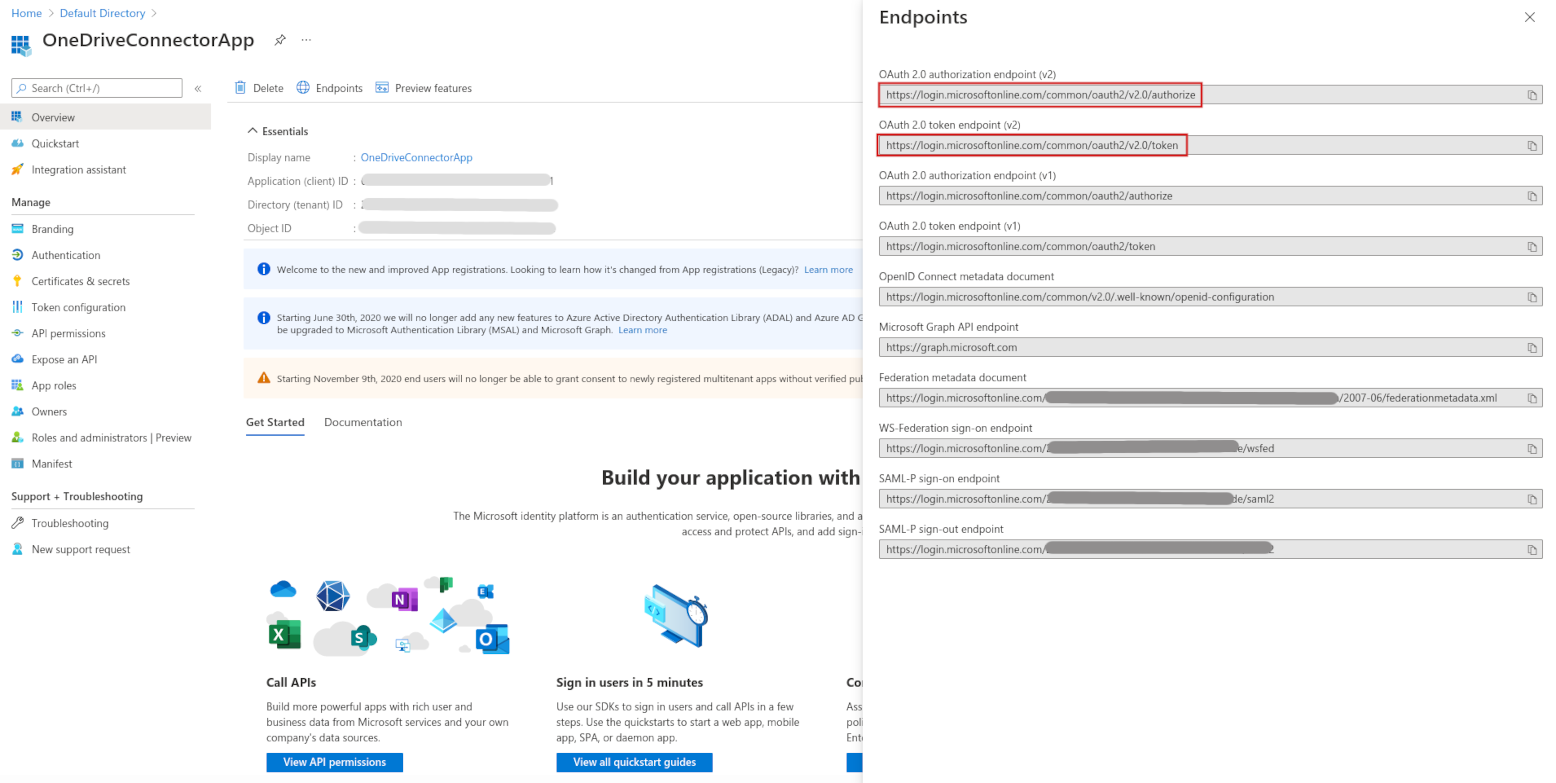 Home > Default Directory >
OneDriveConnectorApp ...
Search (Ctrl+/) «
Overview
Quickstart
Integration assistant
Manage
Branding
Authentication
Certificates & secrets
Token configuration
API permissions
Expose an API
App roles
Owners
Roles and administrators | Preview
Manifest
Support + Troubleshooting
Troubleshooting
New support request
Delete Endpoints Preview features
Essentials
Display name : OneDriveConnectorApp
Application (client) ID :
Directory (tenant) ID :
Object ID :
Welcome to the new and improved App registrations. Looking to learn how it's changed from App registrations (Legacy)? Learn more
Starting June 30th, 2020 we will no longer add any new features to Azure Active Directory Authentication Library (ADAL) and Azure AD G
be upgraded to Microsoft Authentication Library (MSAL) and Microsoft Graph. Learn more
Starting November 9th, 2020 end users will no longer be able to grant consent to newly registered multitenant apps without verified pub
Get Started Documentation
Build your application with
The Microsoft identity platform is an authentication service, open-source libraries, and a
access and protect APIs, and add sign-
N
E
X
S
O
Call APIs
Build more powerful apps with rich user and
business data from Microsoft services and your own
company's data sources.
View API permissions
Sign in users in 5 minutes
Use our SDKs to sign in users and call APIs in a few
steps. Use the quickstarts to start a web app, mobile
app, SPA, or daemon app.
View all quickstart guides
Co
Ass
poli
Ente
Endpoints
OAuth 2.0 authorization endpoint (v2)
https://login.microsoftonline.com/common/oauth2/v2.0/authorize
OAuth 2.0 token endpoint (v2)
https://login.microsoftonline.com/common/oauth2/v2.0/token
OAuth 2.0 authorization endpoint (v1)
https://login.microsoftonline.com/common/oauth2/authorize
OAuth 2.0 token endpoint (v1)
https://login.microsoftonline.com/common/oauth2/token
OpenID Connect metadata document
https://login.microsoftonline.com/common/v2.0/.well-known/openid-configuration
Microsoft Graph API endpoint
https://graph.microsoft.com
Federation metadata document
https://login.microsoftonline.com/ /2007-06/federationmetadata.xml
WS-Federation sign-on endpoint
https://login.microsoftonline.com/ e/wsfed
SAML-P sign-on endpoint
https://login.microsoftonline.com/ de/saml2
SAML-P sign-out endpoint
https://login.microsoftonline.com/